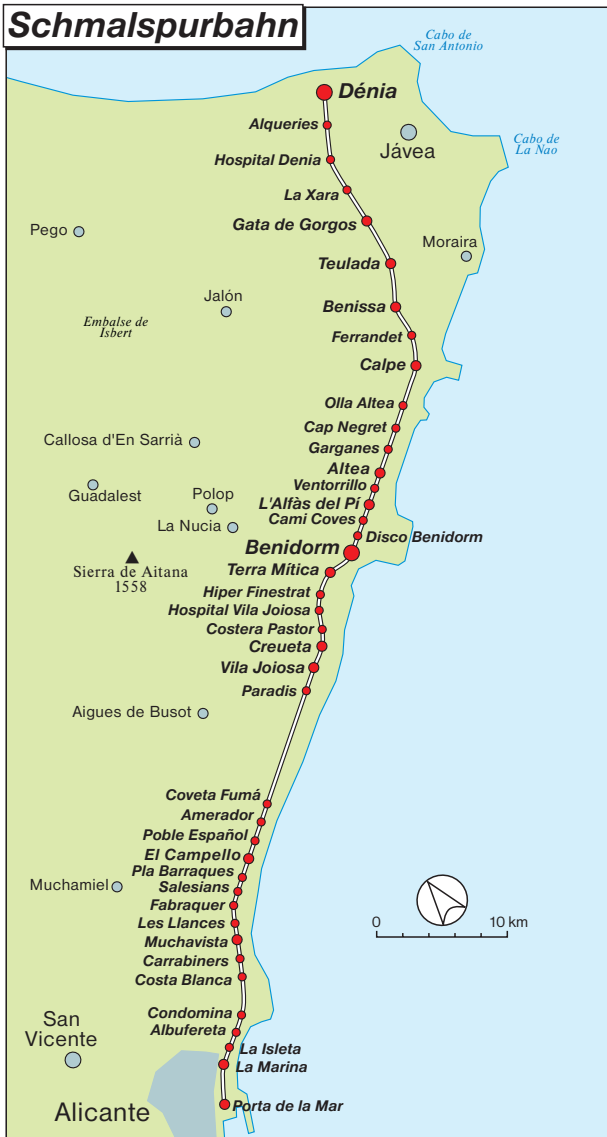 Schmalspurbahn
Cabo de
San Antonio
Dénia
Alqueries
Jávea
Cabo de
La Nao
Hospital Denia
La Xara
Gata de Gorgos
Pego
Moraira
Teulada
Jalón
Benissa
Embalse de
Isbert
Ferrandet
Calpe
Olla Altea
Cap Negret
Callosa d'En Sarrià
Garganes
Altea
Ventorrillo
Guadalest
Polop
L'Alfàs del Pí
Cami Coves
La Nucia
Disco Benidorm
Benidorm
Sierra de Aitana
1558
Terra Mítica
Hiper Finestrat
Hospital Vila Joiosa
Costera Pastor
Creueta
Vila Joiosa
Paradis
Aigues de Busot
Coveta Fumá
Amerador
Poble Español
El Campello
Pla Barraques
Muchamiel
Salesians
Fabraquer
Les Llances
0
10 km
Muchavista
Carrabiners
Costa Blanca
Condomina
San
Vicente
Albufereta
La Isleta
La Marina
Porta de la Mar
Alicante